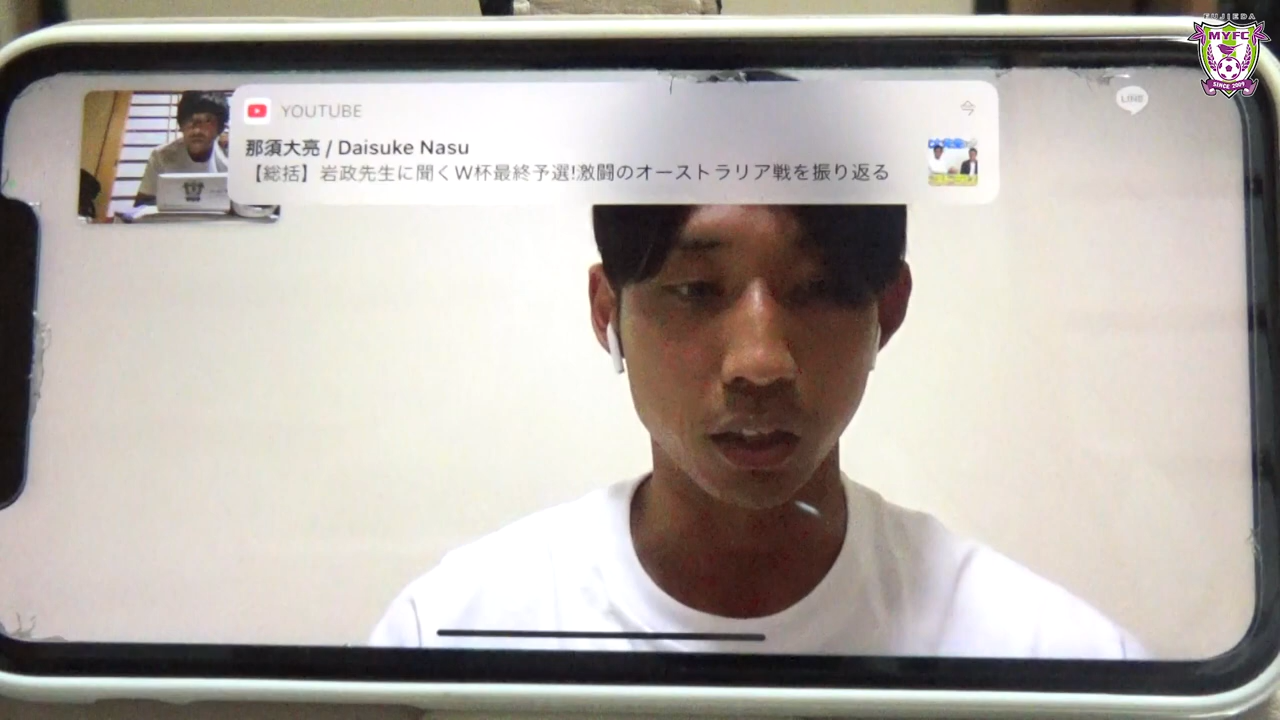 YOUTUBE
今
那須大亮 / Daisuke Nasu
【総括】岩政先生に聞くW杯最終予選!激闘のオーストラリア戦を振り返る
LINE
FUJIEDA
MYFC
SINCE 2009